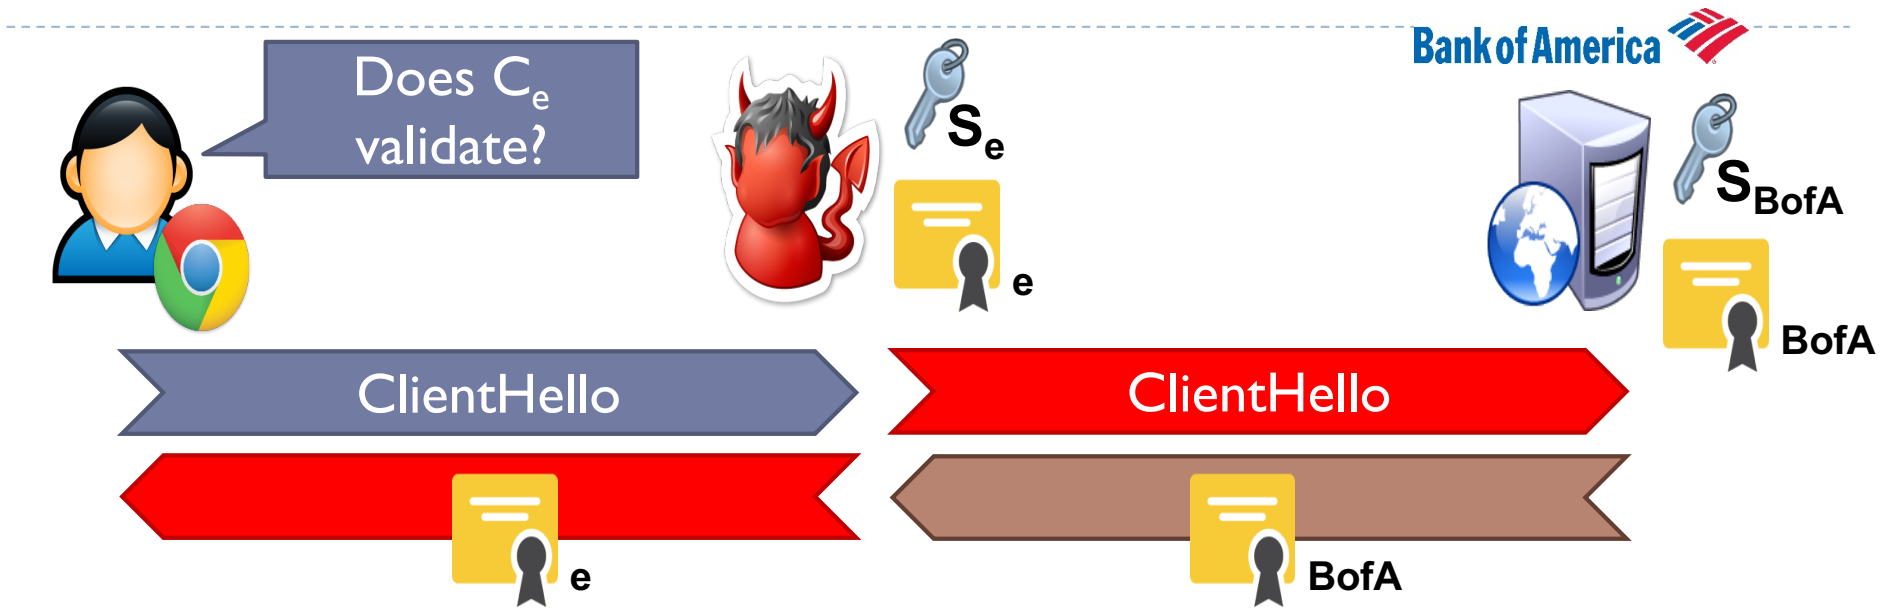 Bank of America
Does Ce
validate?
Se
SBofA
e
BofA
ClientHello
ClientHello
e
BofA